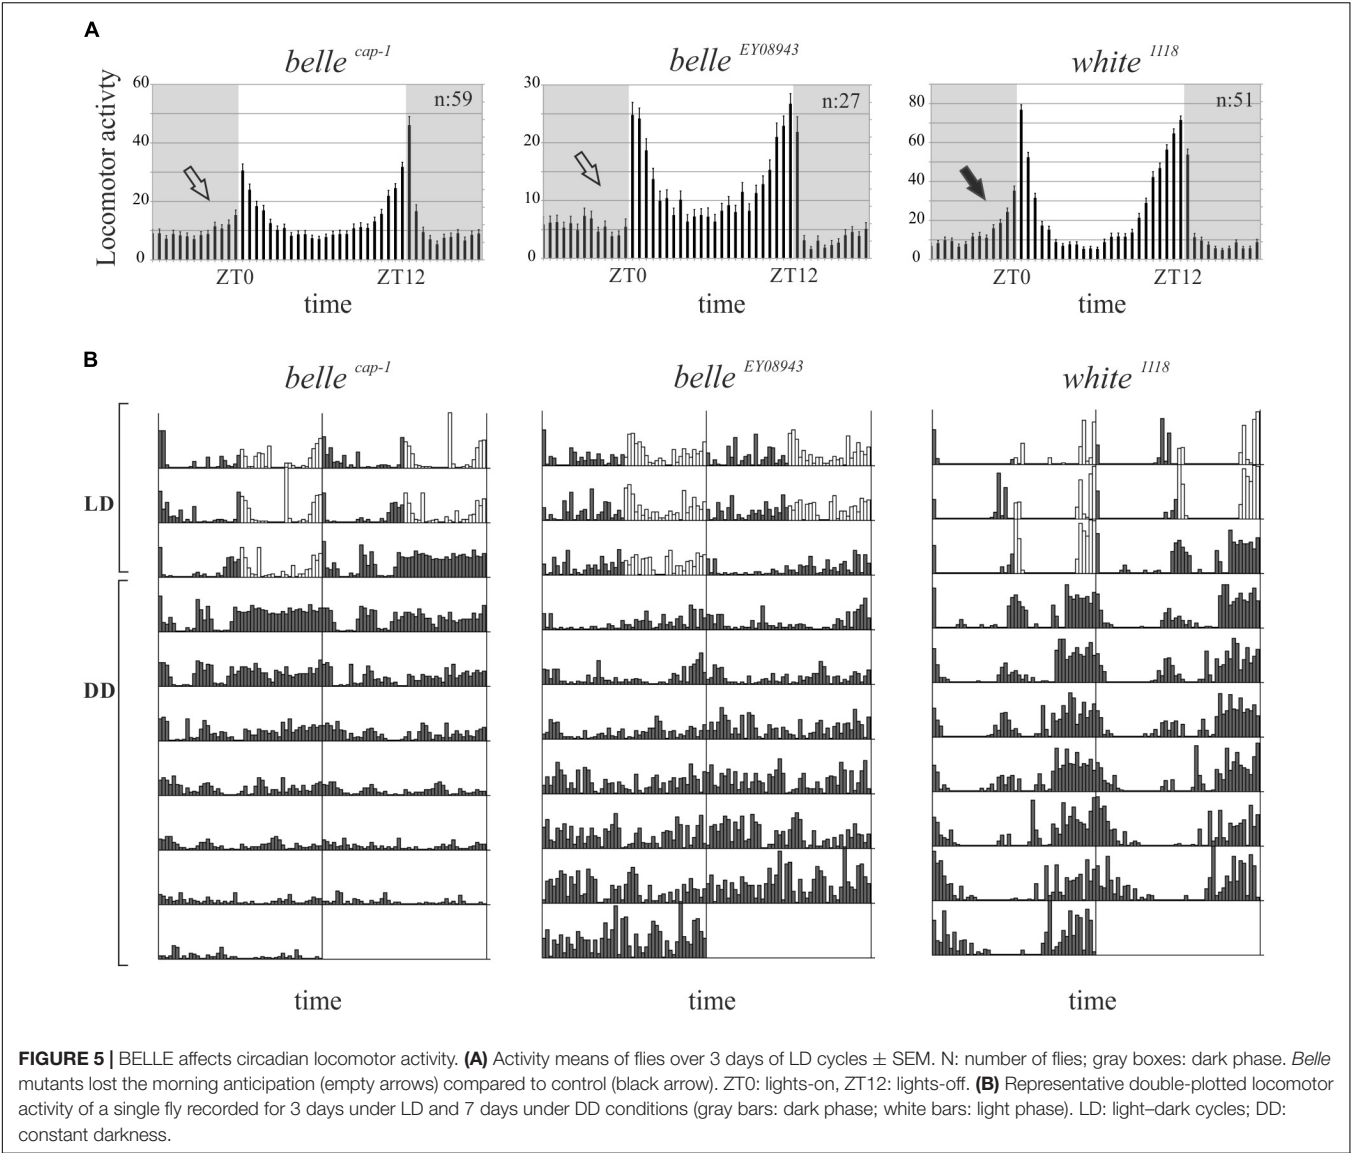 A
belle cap-1
belle EY08943
white 1118
Locomotor activty
60
40
20
0
n:59
ZT0
ZT12
time
30
20
10
0
n:27
ZT0
ZT12
time
80
60
40
20
0
n:51
ZT0
ZT12
time
B
belle cap-1
belle EY08943
white 1118
LD
DD
time
time
time
FIGURE 5 | BELLE affects circadian locomotor activity. (A) Activity means of flies over 3 days of LD cycles ± SEM. N: number of flies; gray boxes: dark phase. Belle
mutants lost the morning anticipation (empty arrows) compared to control (black arrow). ZT0: lights-on, ZT12: lights-off. (B) Representative double-plotted locomotor
activity of a single fly recorded for 3 days under LD and 7 days under DD conditions (gray bars: dark phase; white bars: light phase). LD: light–dark cycles; DD:
constant darkness.